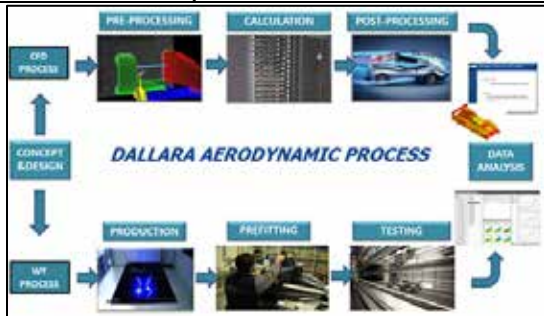 PRE-PROCESSING
CALCULATION
POST-PROCESSING
CFD
PROCESS
CONCEPT
&DESIGN
DALLARA AERODYNAMIC PROCESS
DATA
ANALYSIS
PRODUCTION
PREFITTING
TESTING
WT
PROCESS